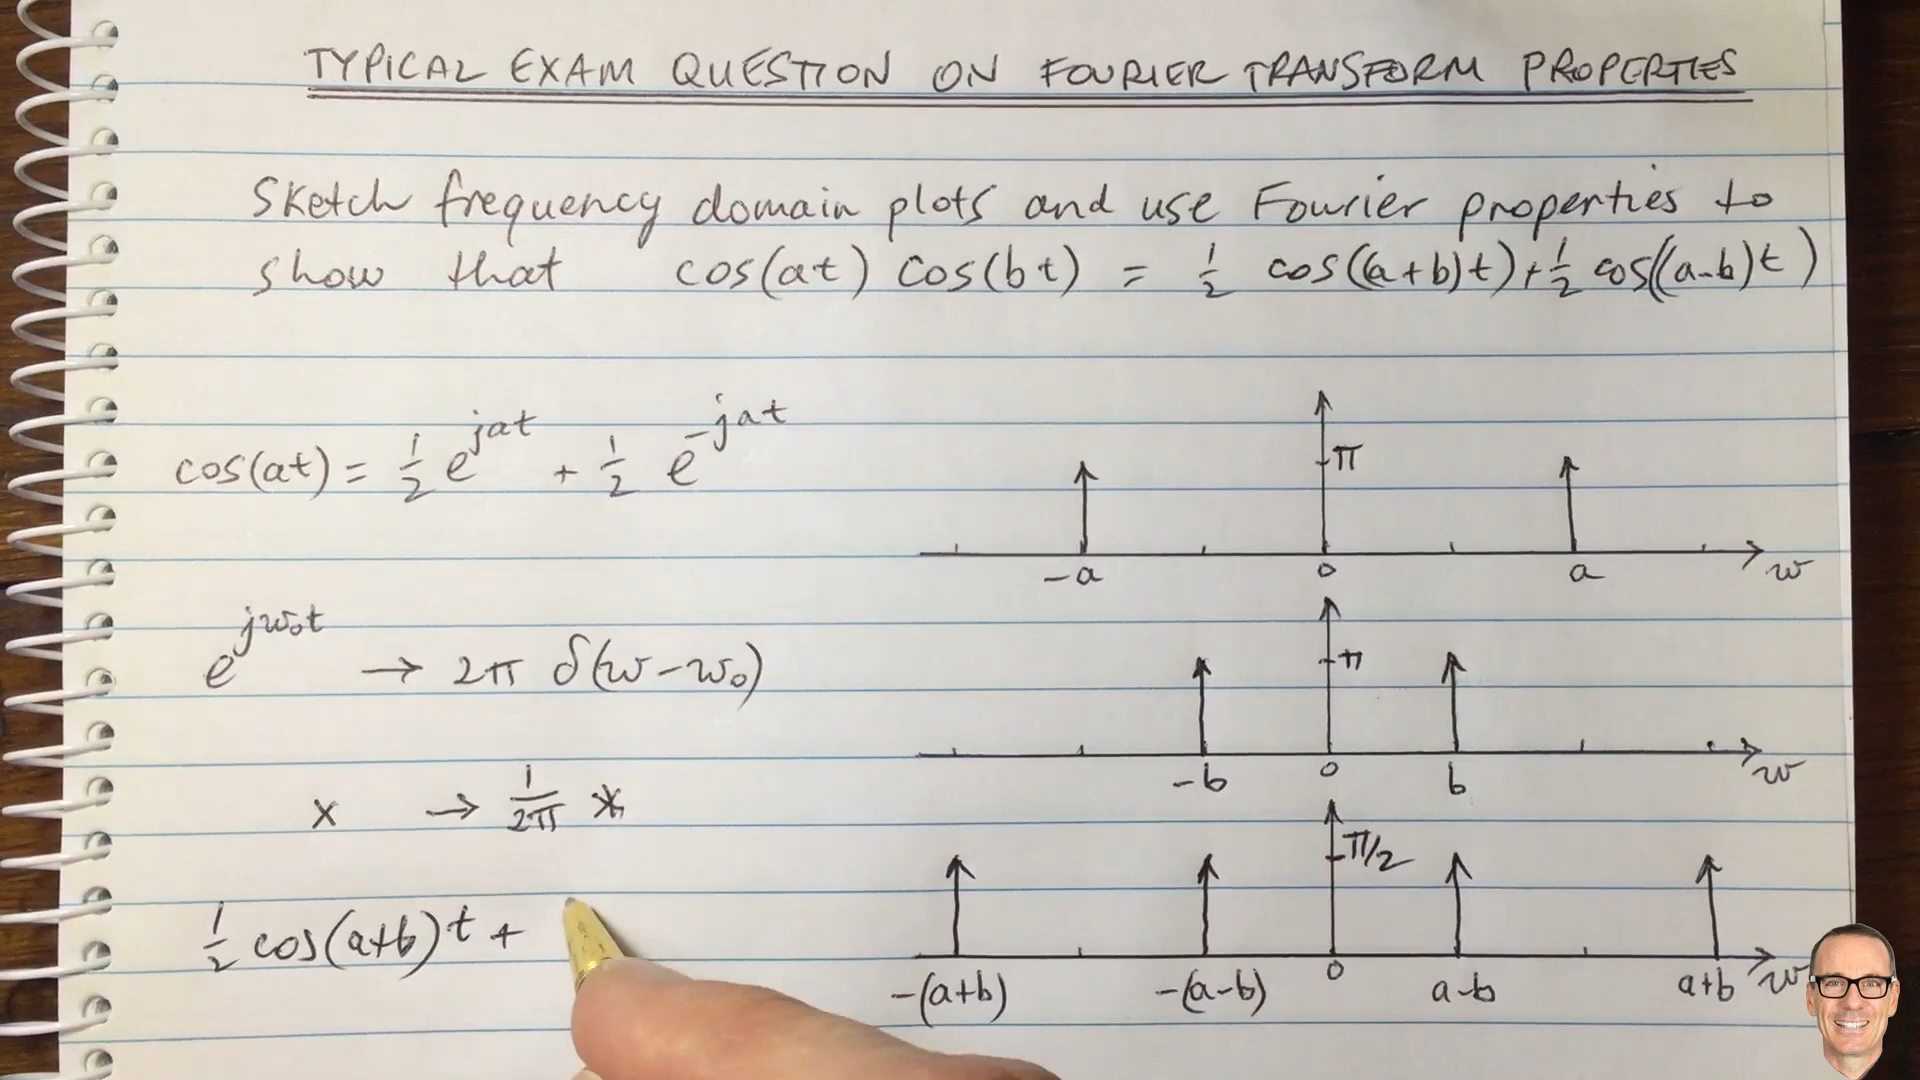 TYPICAL EXAM QUESTION ON FOURIER TRANSFORM PROPERTIES
Sketch frequency domain plots and use Fourier properties to
show that cos(at) cos(bt) = 1/2 cos((a+b)t)+1/2 cos((a-b)t)
cos(at) = 1/2 e^{jat} + 1/2 e^{-jat}
π
-a 0 a w
e^{jw₀t} → 2π δ(w-w₀)
π
-b 0 b w
x → 1/2π *
π/2
1/2 cos(a+b)t +
-(a+b) -(a-b) 0 a-b a+b w